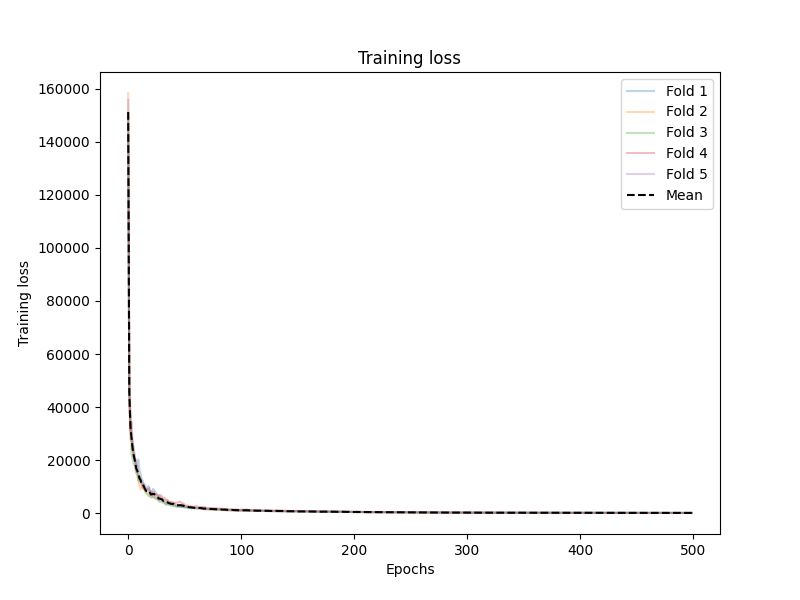 Training loss
160000
140000
120000
100000
80000
60000
40000
20000
0
Training loss
0 100 200 300 400 500
Epochs
Fold 1
Fold 2
Fold 3
Fold 4
Fold 5
Mean